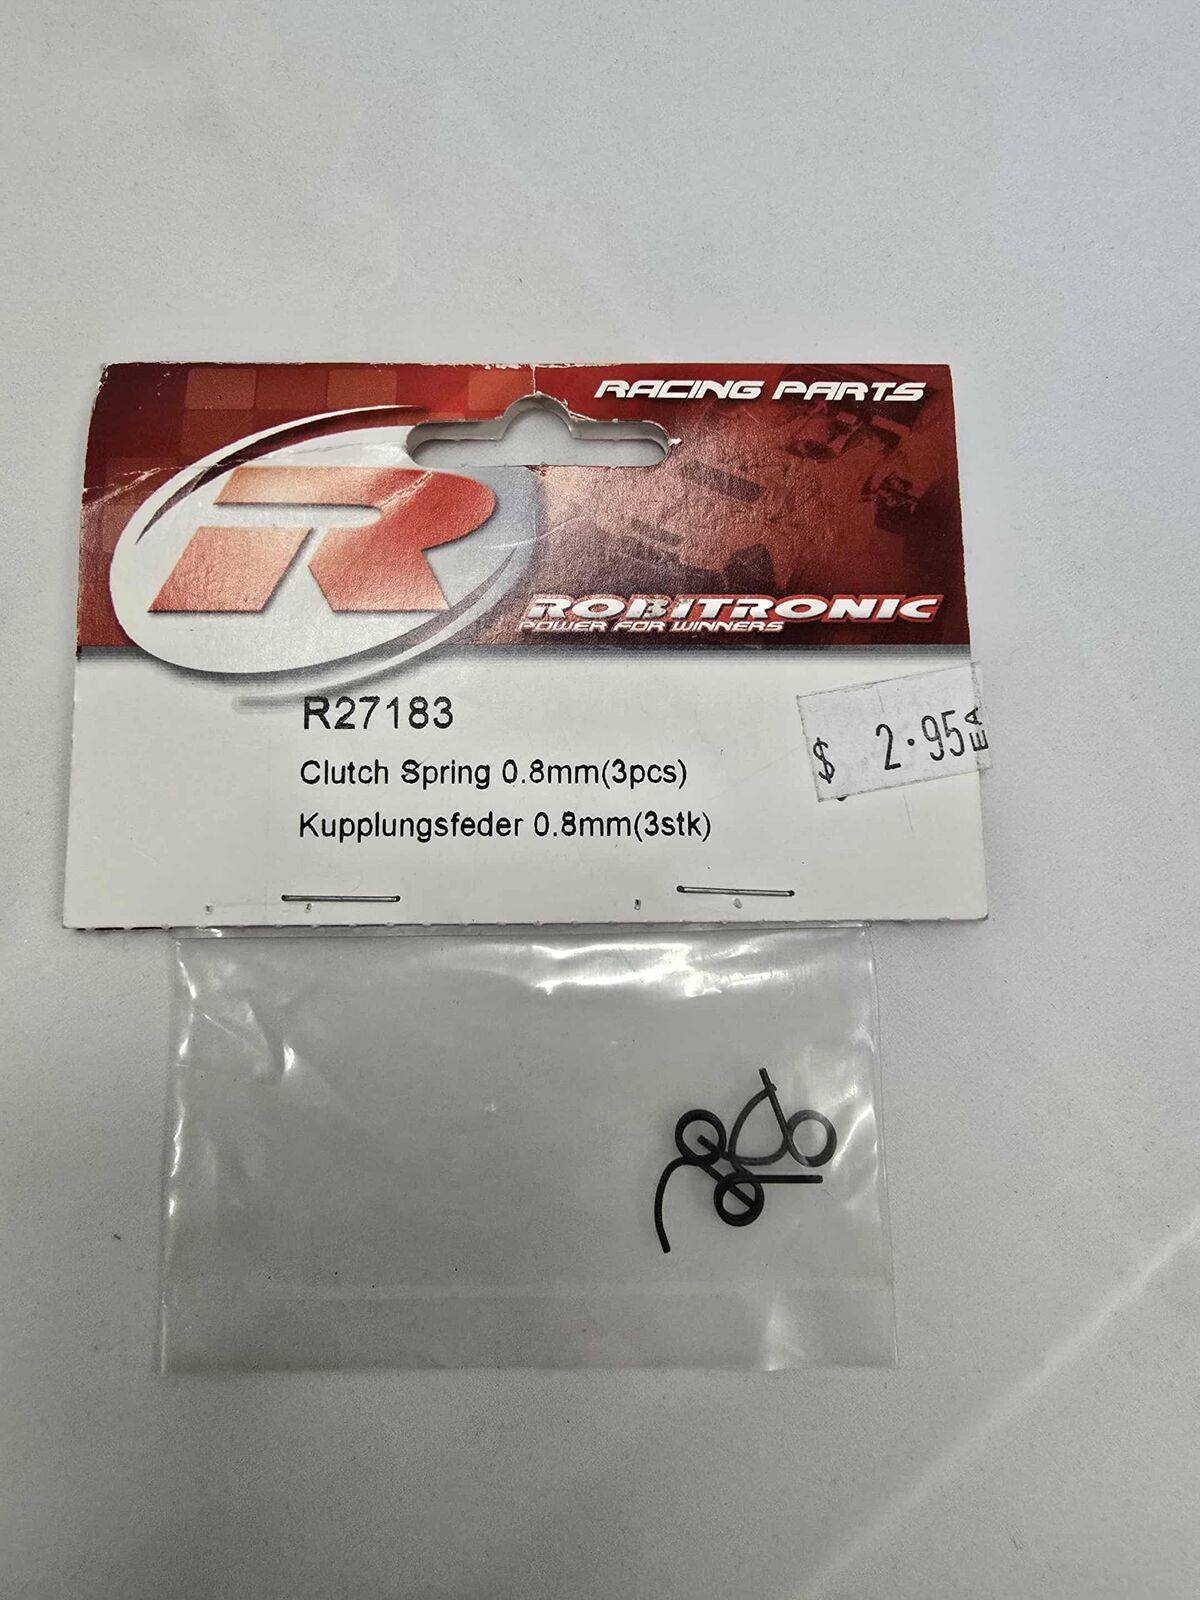 RACING PARTS
R
ROBITRONIC
POWER FOR WINNERS
R27183
$ 2.95 EA
Clutch Spring 0.8mm(3pcs)
Kupplungsfeder 0.8mm(3stk)